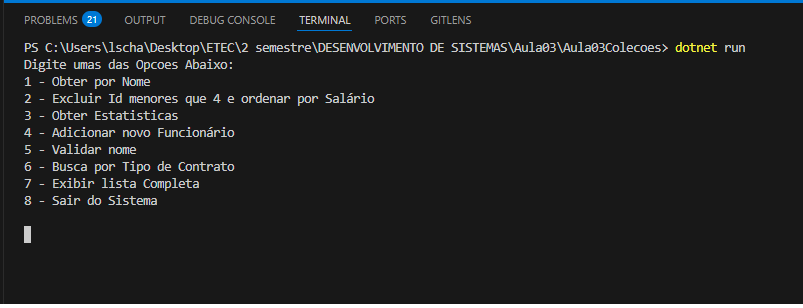 PROBLEMS 21 OUTPUT DEBUG CONSOLE TERMINAL PORTS GITLENS
PS C:\Users\lscha\Desktop\ETEC\2 semestre\DESENVOLVIMENTO DE SISTEMAS\Aula03\Aula03Colecoes> dotnet run
Digite umas das Opcoes Abaixo:
1 - Obter por Nome
2 - Excluir Id menores que 4 e ordenar por Salário
3 - Obter Estatisticas
4 - Adicionar novo Funcionário
5 - Validar nome
6 - Busca por Tipo de Contrato
7 - Exibir lista Completa
8 - Sair do Sistema